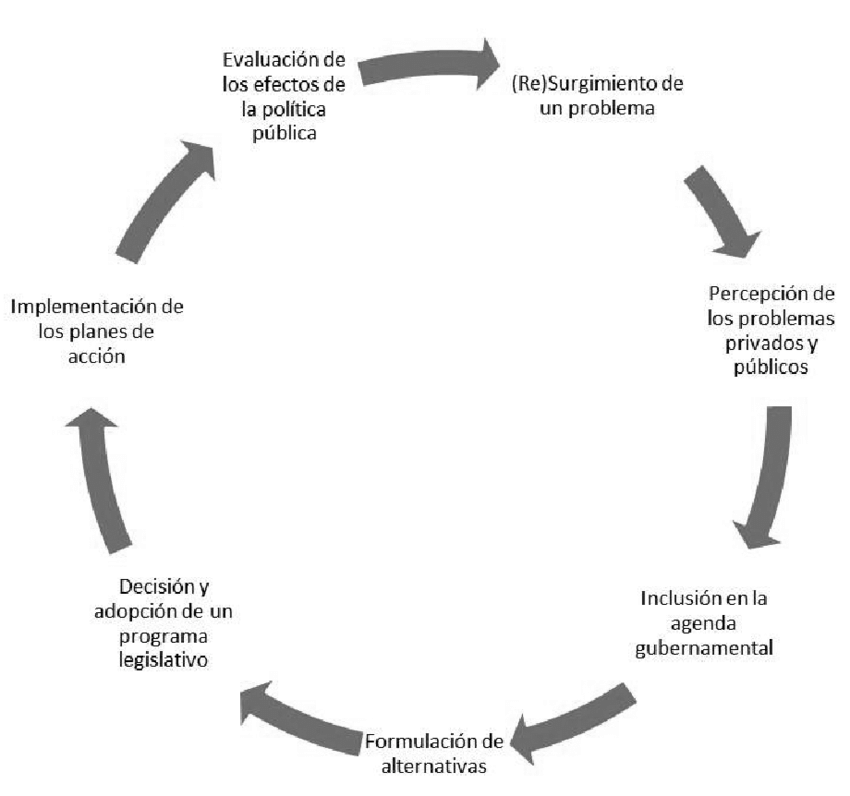 Evaluación de
los efectos de
la política
pública
(Re)Surgimiento de
un problema
Percepción de
los problemas
privados y
públicos
Inclusión en la
agenda
gubernamental
Formulación de
alternativas
Decisión y
adopción de un
programa
legislativo
Implementación de
los planes de
acción